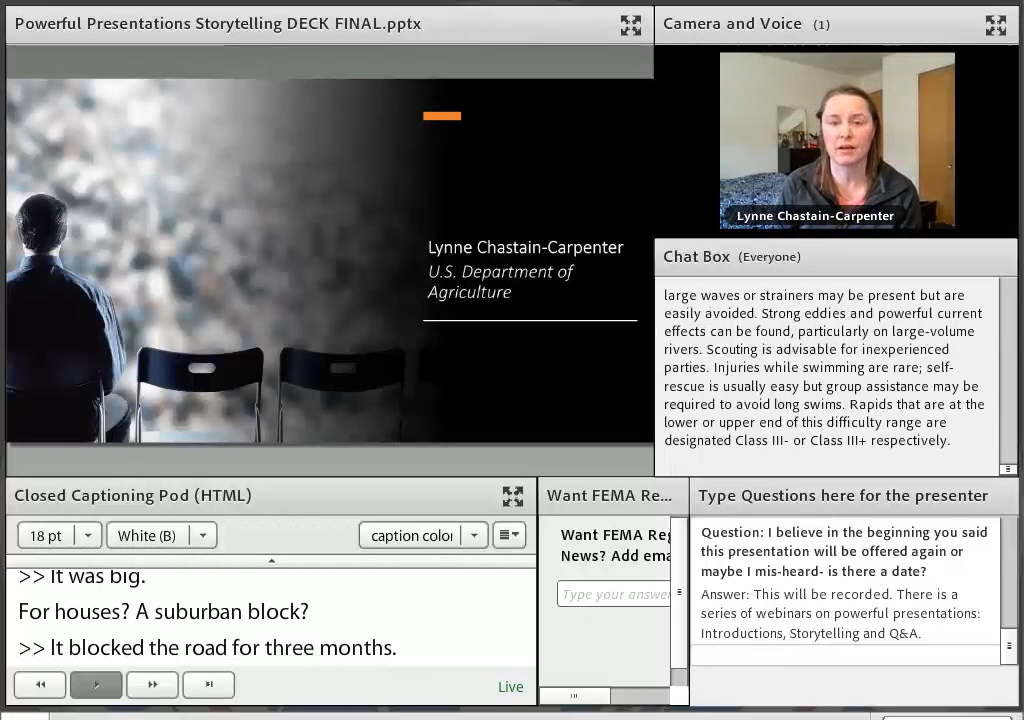 Powerful Presentations Storytelling DECK FINAL.pptx
Lynne Chastain-Carpenter
U.S. Department of
Agriculture
Camera and Voice (1)
Lynne Chastain-Carpenter
Chat Box (Everyone)
large waves or strainers may be present but are
easily avoided. Strong eddies and powerful current
effects can be found, particularly on large-volume
rivers. Scouting is advisable for inexperienced
parties. Injuries while swimming are rare; self-
rescue is usually easy but group assistance may be
required to avoid long swims. Rapids that are at the
lower or upper end of this difficulty range are
designated Class III- or Class III+ respectively.
Closed Captioning Pod (HTML)
18 pt
White (B)
caption colo
>> It was big.
For houses? A suburban block?
>> It blocked the road for three months.
Live
Want FEMA Re...
Want FEMA Reg
News? Add ema
Type your answer
Type Questions here for the presenter
Question: I believe in the beginning you said
this presentation will be offered again or
maybe I mis-heard- is there a date?
Answer: This will be recorded. There is a
series of webinars on powerful presentations:
Introductions, Storytelling and Q&A.